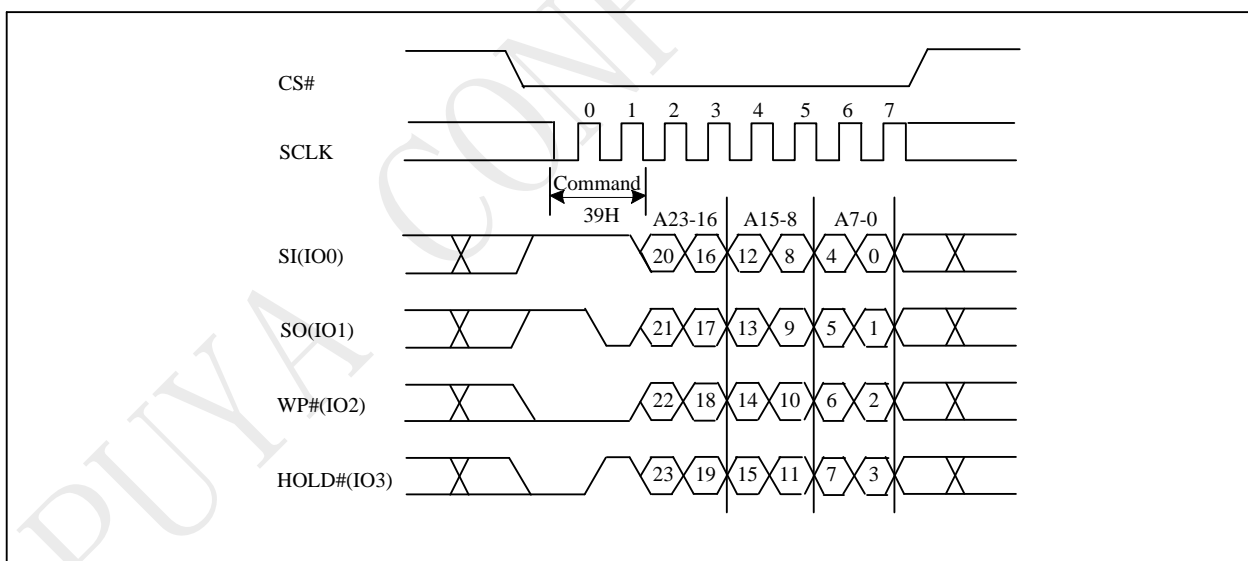 PUYA CONF
CS#
0 1 2 3 4 5 6 7
SCLK
Command
39H
A23-16 A15-8 A7-0
SI(IO0) 20 16 12 8 4 0
SO(IO1) 21 17 13 9 5 1
WP#(IO2) 22 18 14 10 6 2
HOLD#(IO3) 23 19 15 11 7 3